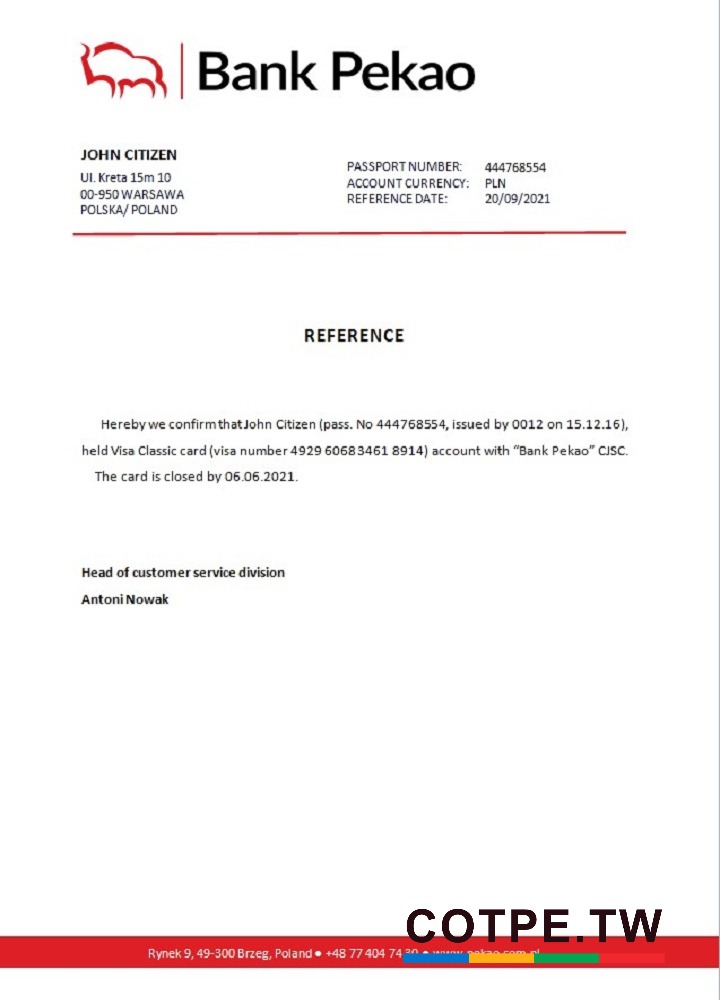 Bank Pekao
JOHN CITIZEN
Ul. Kreta 15m 10
00-950 WARSAWA
POLSKA/ POLAND
PASSPORT NUMBER: 444768554
ACCOUNT CURRENCY: PLN
REFERENCE DATE: 20/09/2021
REFERENCE
Hereby we confirm that John Citizen (pass. No 444768554, issued by 0012 on 15.12.16),
held Visa Classic card (visa number 4929 60683461 8914) account with “Bank Pekao” CJSC.
The card is closed by 06.06.2021.
Head of customer service division
Antoni Nowak
COTPE.TW
Rynek 9, 49-300 Brzeg, Poland ● +48 77 404 74 30 ● www.pekao.com.pl